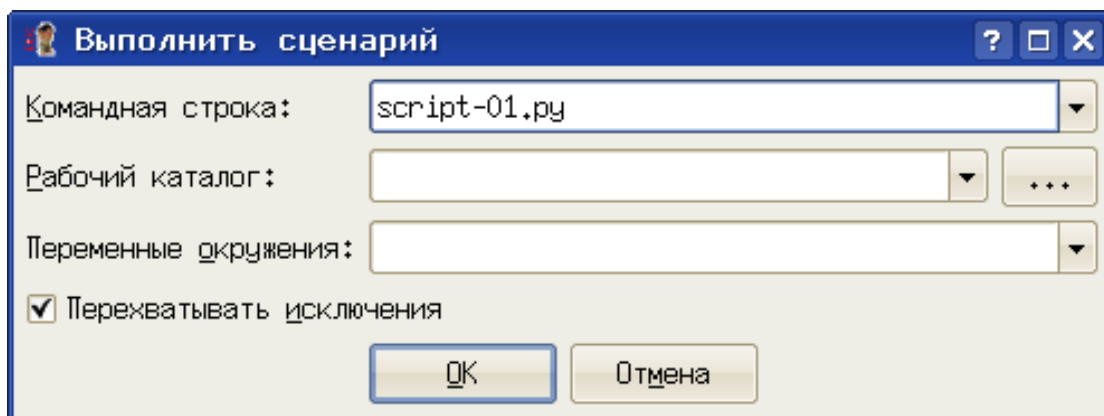 Выполнить сценарий
Командная строка: script-01.py
Рабочий каталог: ...
Переменные окружения:
Перехватывать исключения
OK Отмена